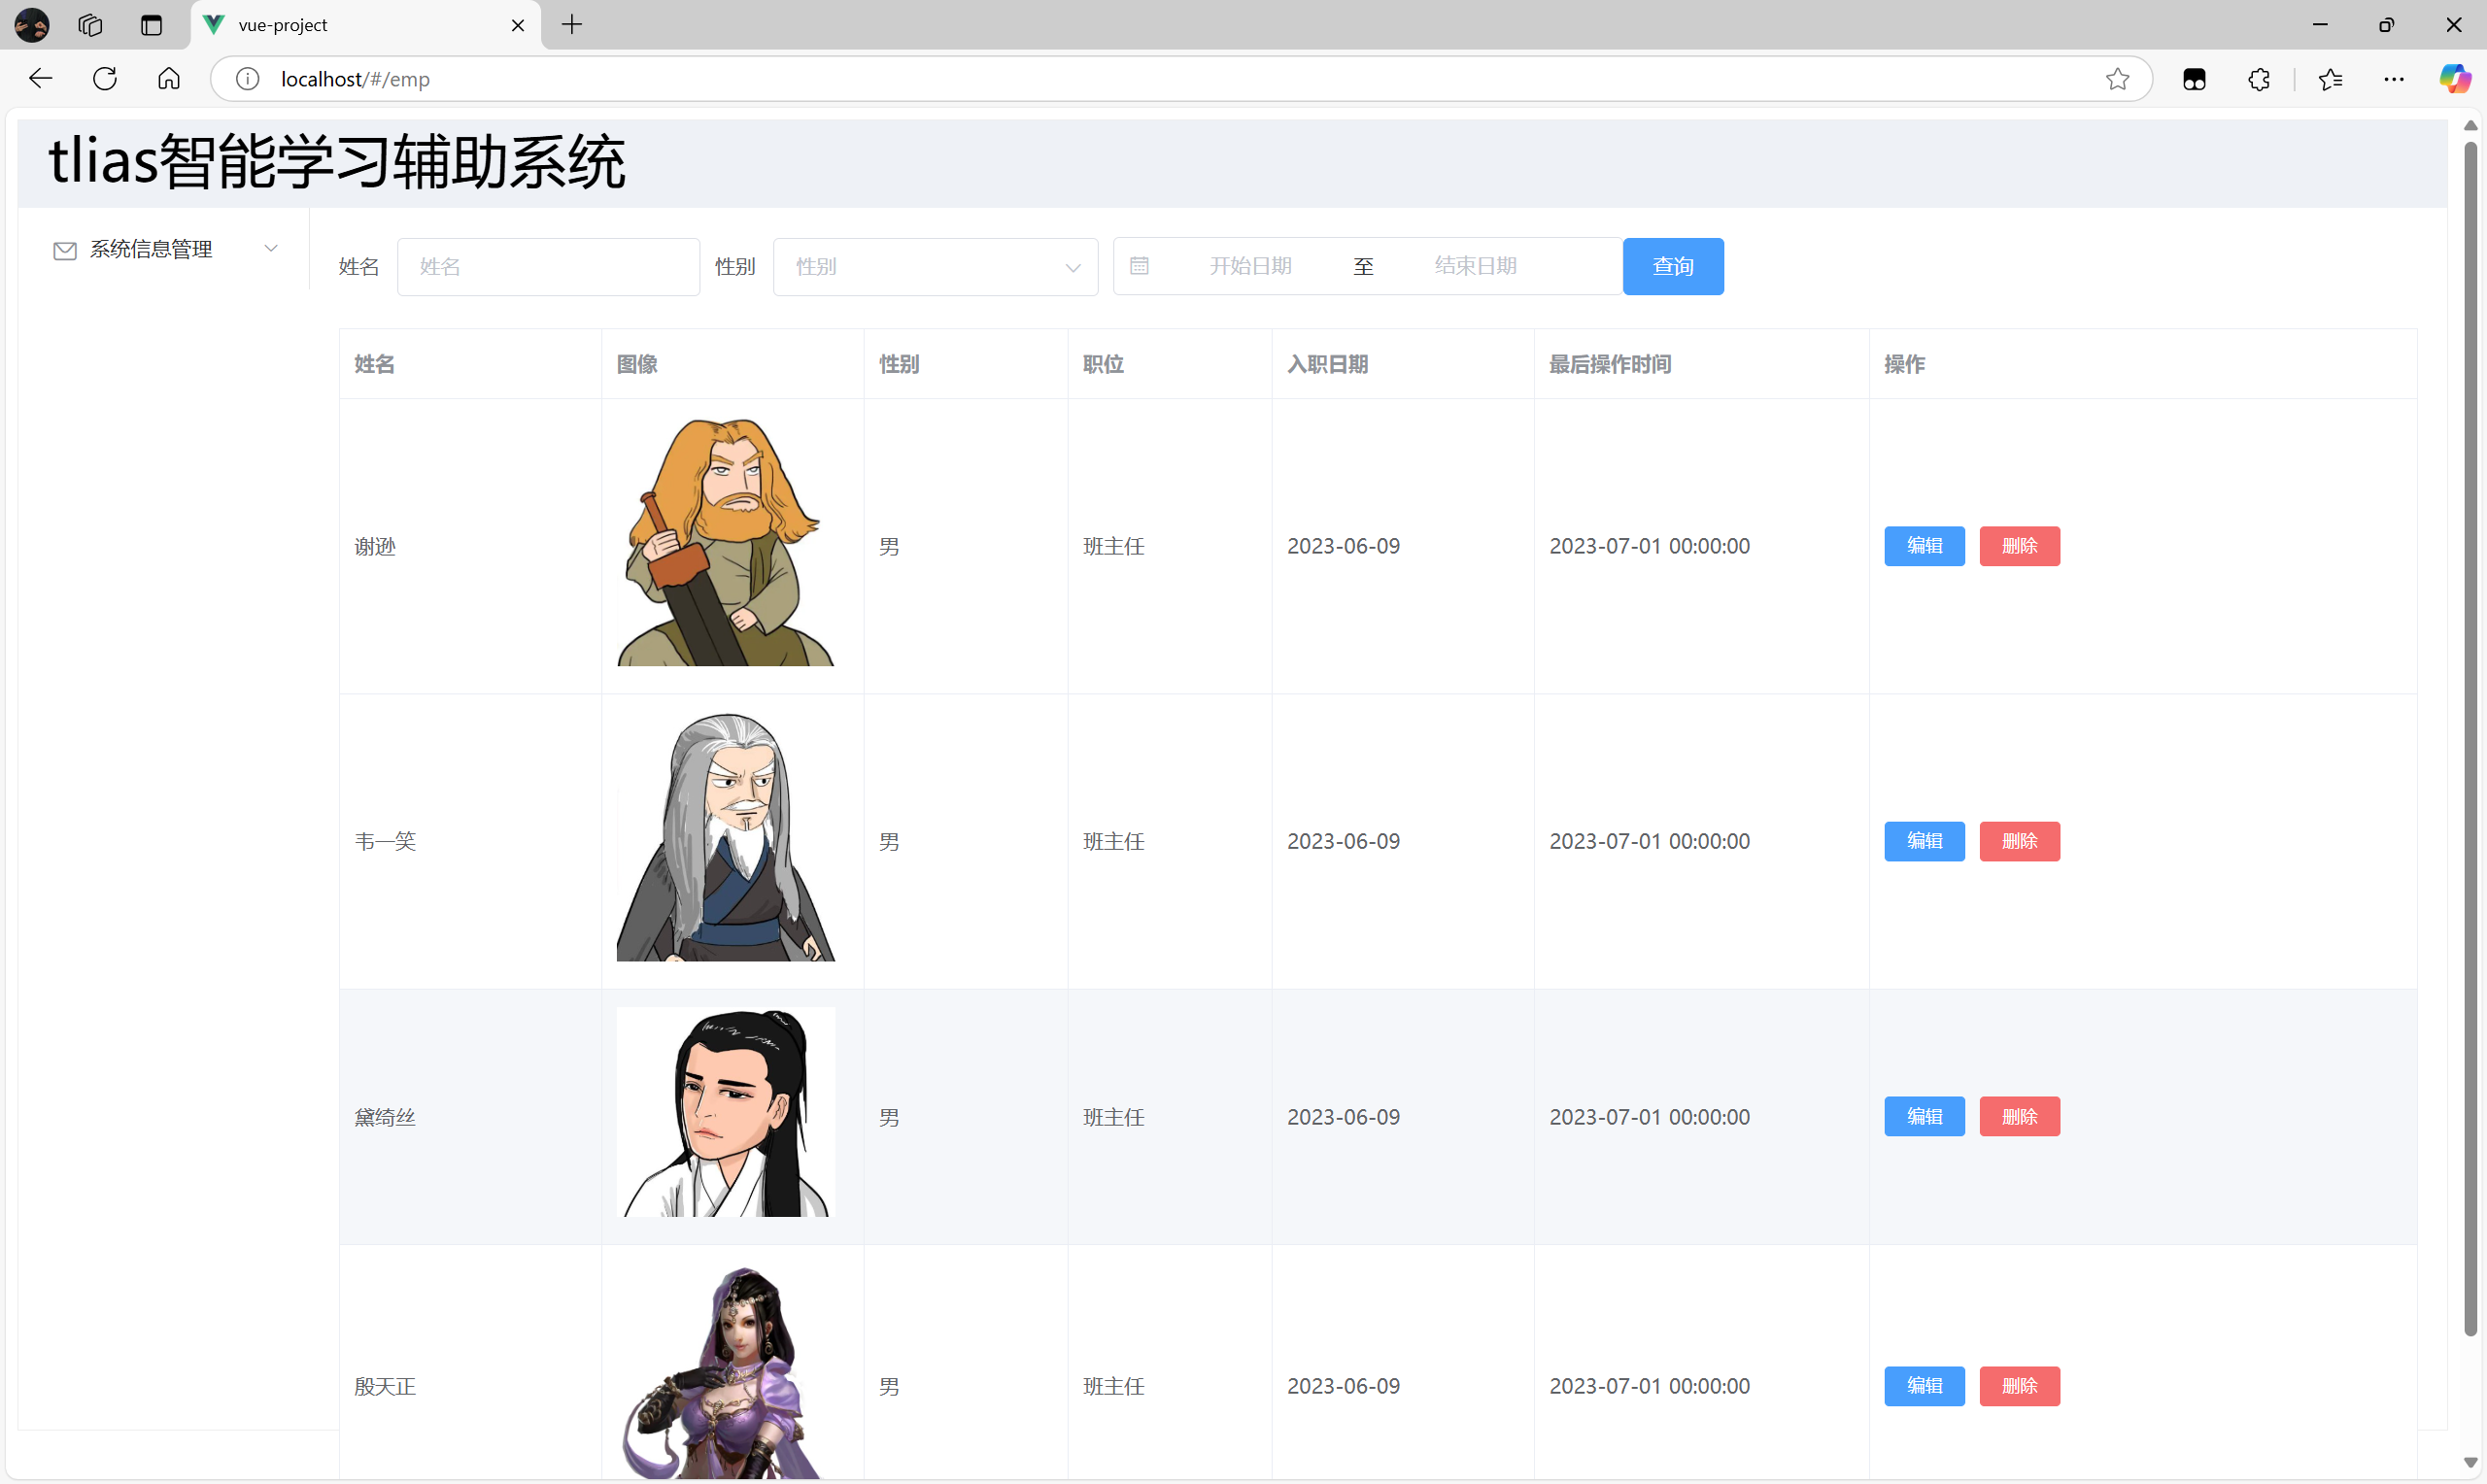 vue-project
localhost/#/emp
tlias智能学习辅助系统
系统信息管理
姓名 姓名 性别 性别 开始日期 至 结束日期 查询
姓名 图像 性别 职位 入职日期 最后操作时间 操作
谢逊 男 班主任 2023-06-09 2023-07-01 00:00:00 编辑 删除
韦一笑 男 班主任 2023-06-09 2023-07-01 00:00:00 编辑 删除
黛绮丝 男 班主任 2023-06-09 2023-07-01 00:00:00 编辑 删除
殷天正 男 班主任 2023-06-09 2023-07-01 00:00:00 编辑 删除